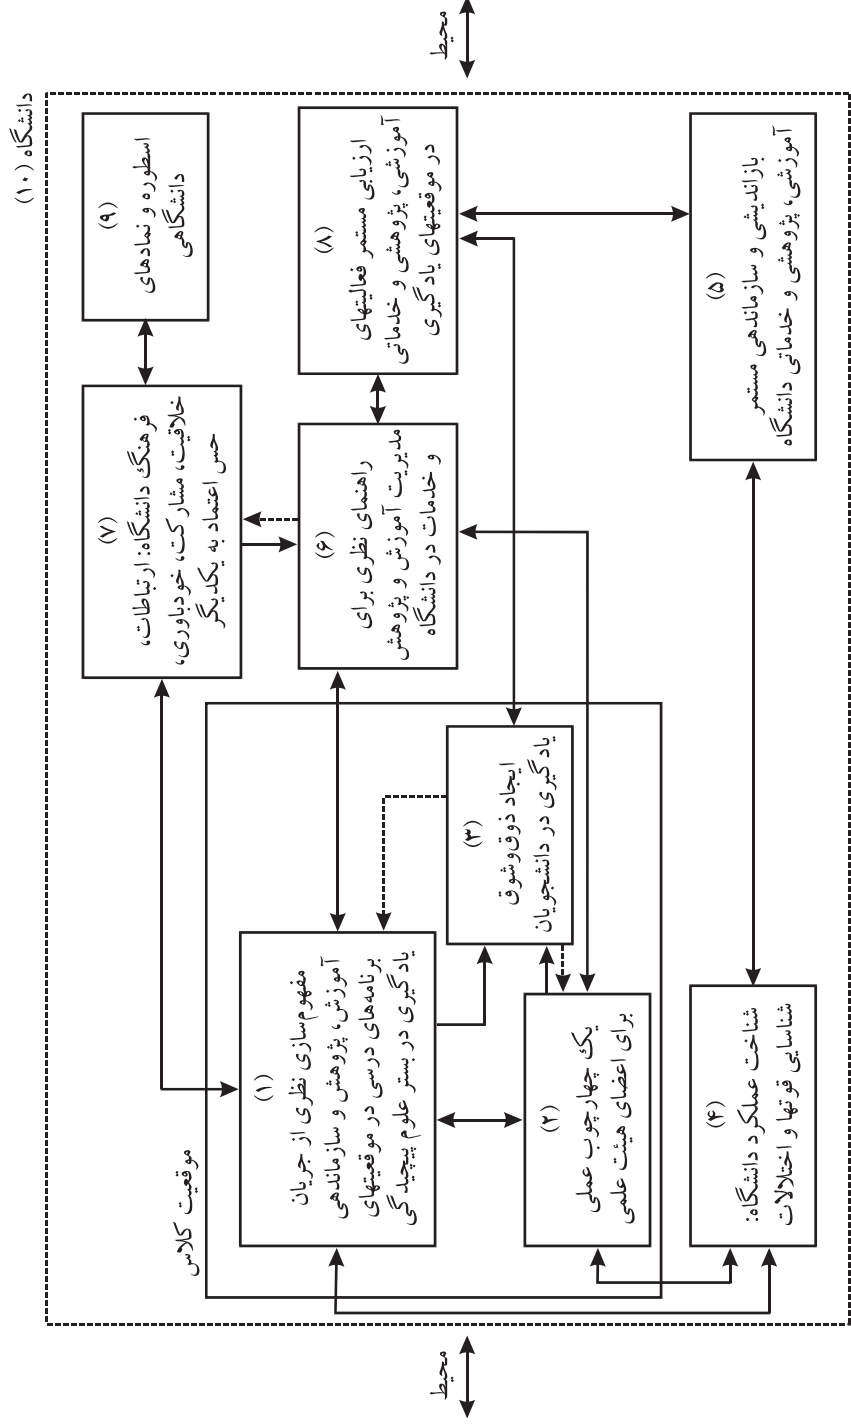 دانشگاه (۱۰)
محیط
محیط
موقعیت کلاس
(۱)
مفهوم‌سازی نظری از جریان
آموزش، پژوهش و سازماندهی
برنامه‌های درسی در موقعیتهای
یادگیری در بستر علوم پیچیدگی
(۲)
یک چهارچوب عملی
برای اعضای هیئت علمی
(۳)
ایجاد ذوق‌وشوق
یادگیری در دانشجویان
(۴)
شناخت عملکرد دانشگاه:
شناسایی قوتها و اختلالات
(۵)
بازاندیشی و سازماندهی مستمر
آموزشی، پژوهشی و خدماتی دانشگاه
(۶)
راهنمای نظری برای
مدیریت آموزش و پژوهش
و خدمات در دانشگاه
(۷)
فرهنگ دانشگاه: ارتباطات،
خلاقیت، مشارکت، خودباوری،
حس اعتماد به یکدیگر
(۸)
ارزیابی مستمر فعالیتهای
آموزشی، پژوهشی و خدماتی
در موقعیتهای یادگیری
(۹)
اسطوره و نمادهای
دانشگاهی